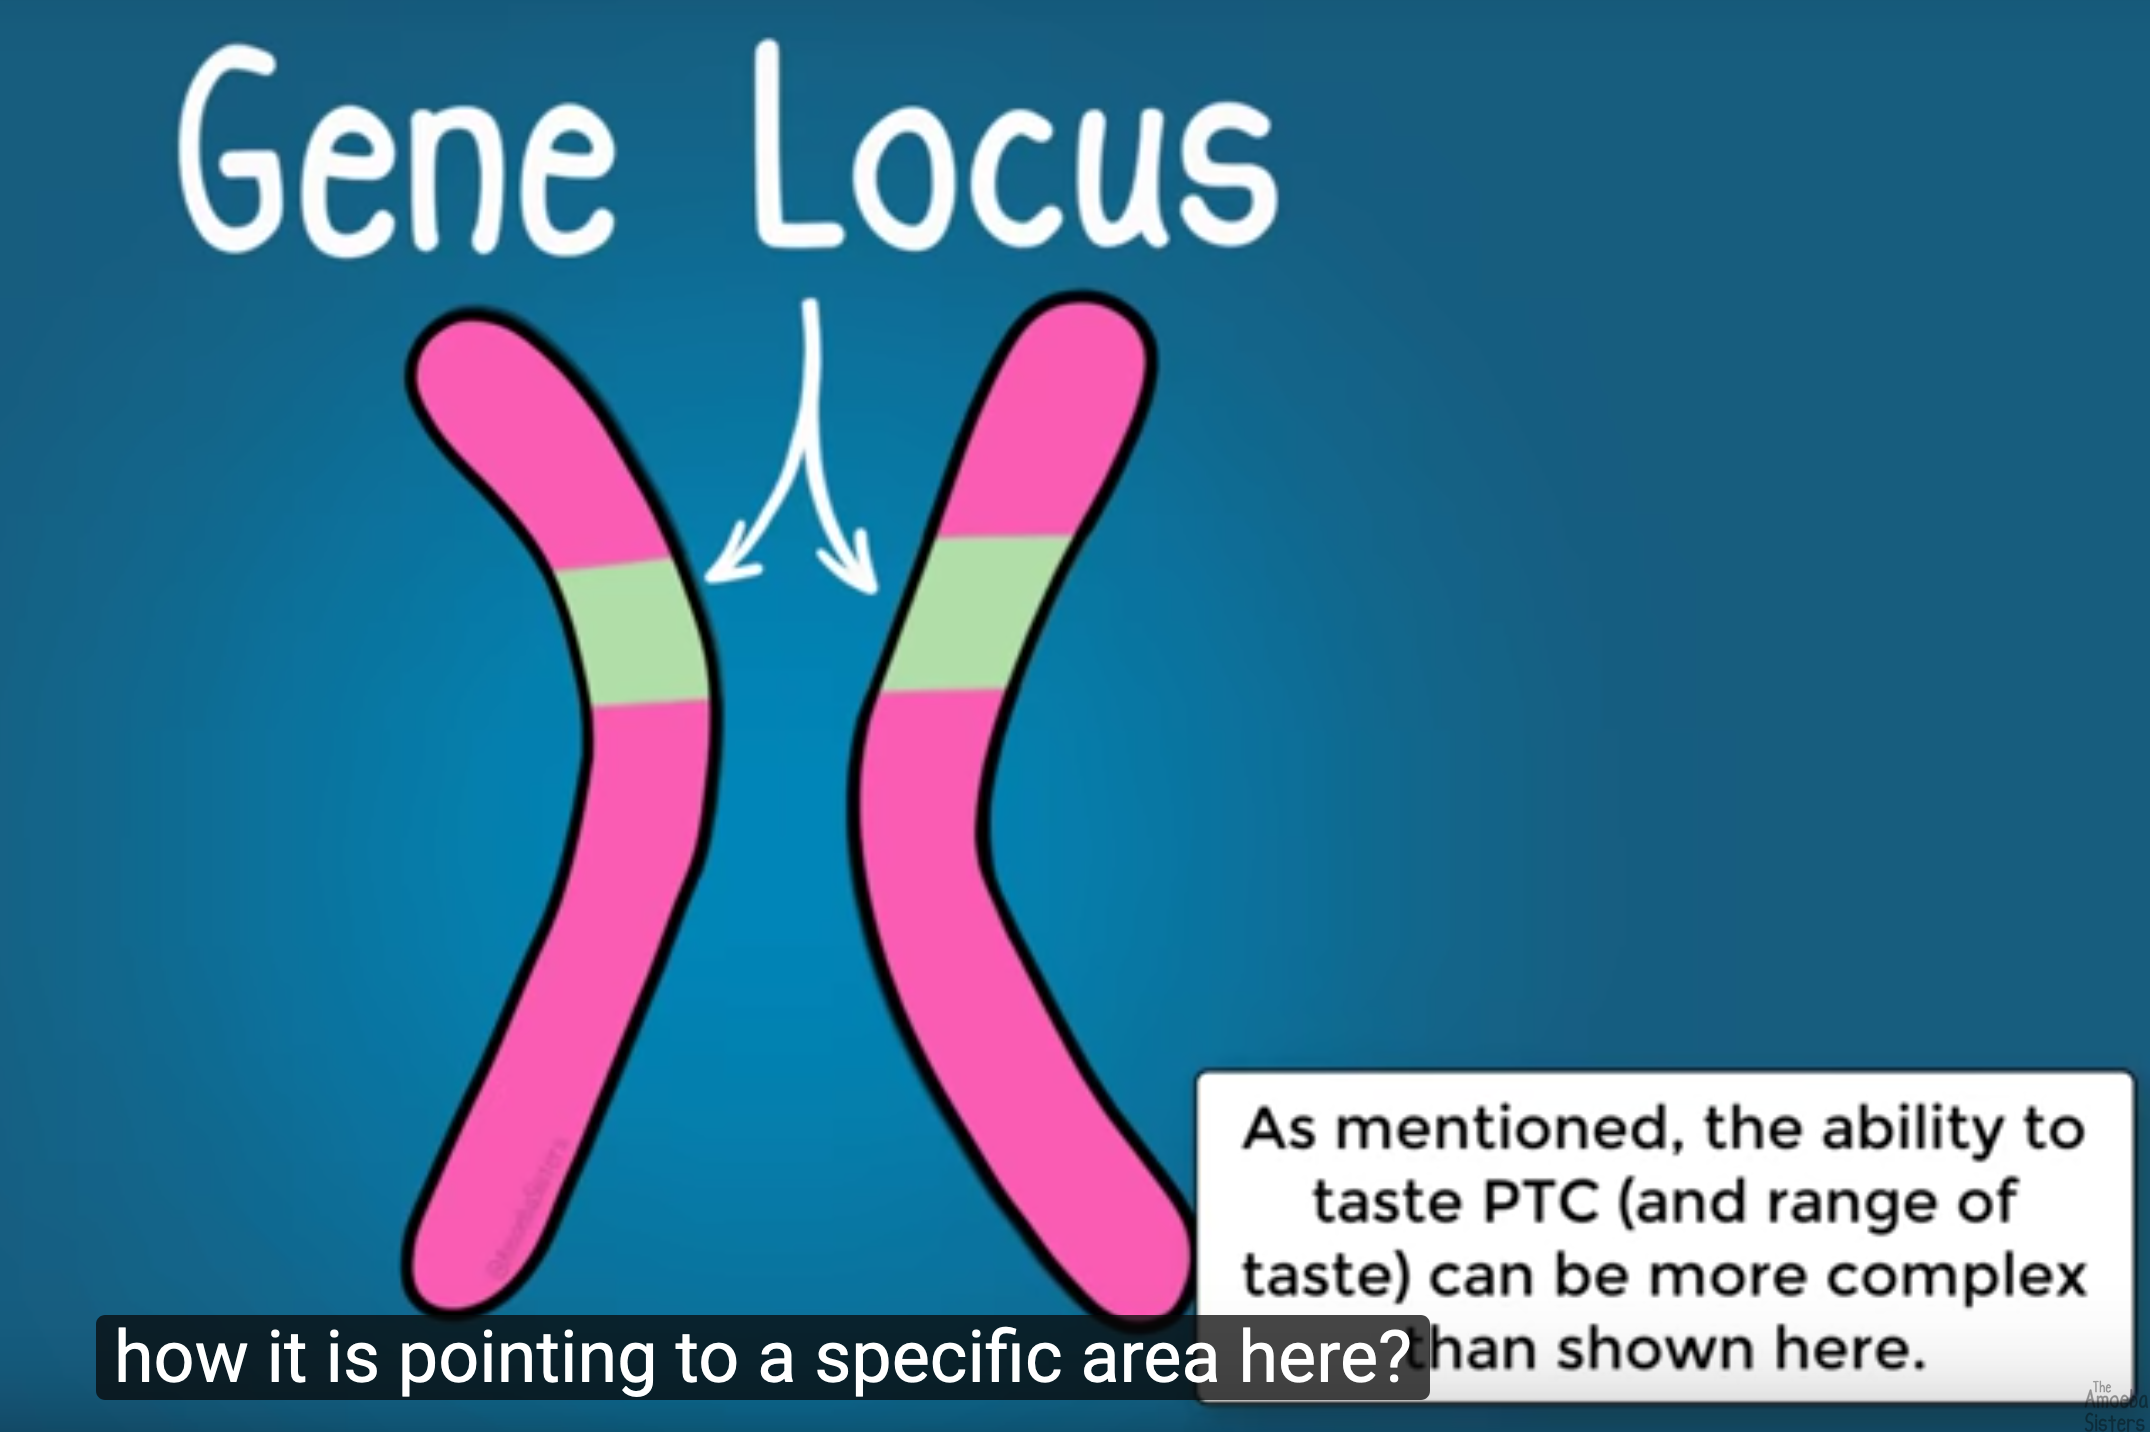 Gene Locus
@AmoebaSisters
As mentioned, the ability to
taste PTC (and range of
taste) can be more complex
than shown here.
how it is pointing to a specific area here?
The
Amoeba
Sisters